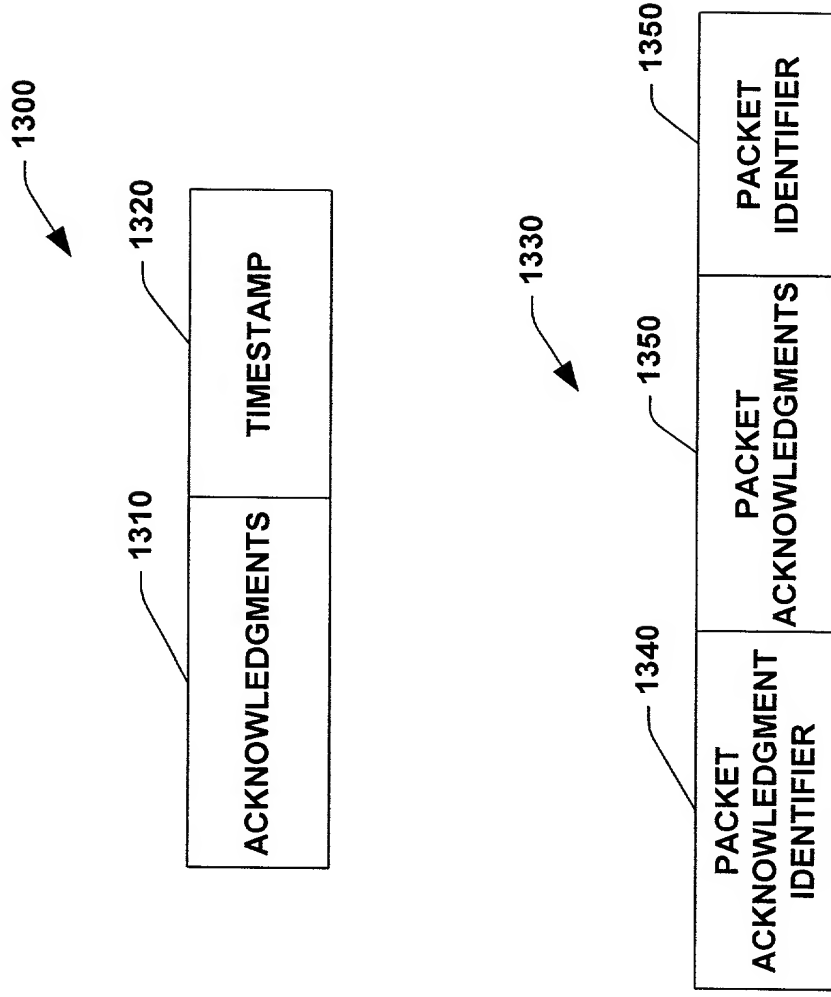 1300
1310
1320
ACKNOWLEDGMENTS
TIMESTAMP
1330
1340
1350
1350
PACKET
ACKNOWLEDGMENT
IDENTIFIER
PACKET
ACKNOWLEDGMENTS
PACKET
IDENTIFIER